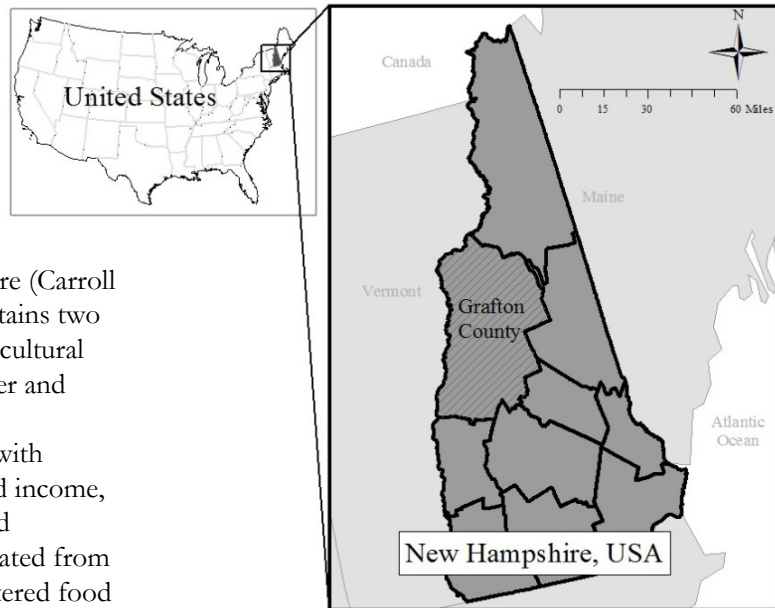 United States
re (Carroll
tains two
cultural
er and
with
d income,
d
ated from
tered food
N
Canada
0 15 30 60 Miles
Maine
Vermont
Grafton
County
Atlantic
Ocean
New Hampshire, USA